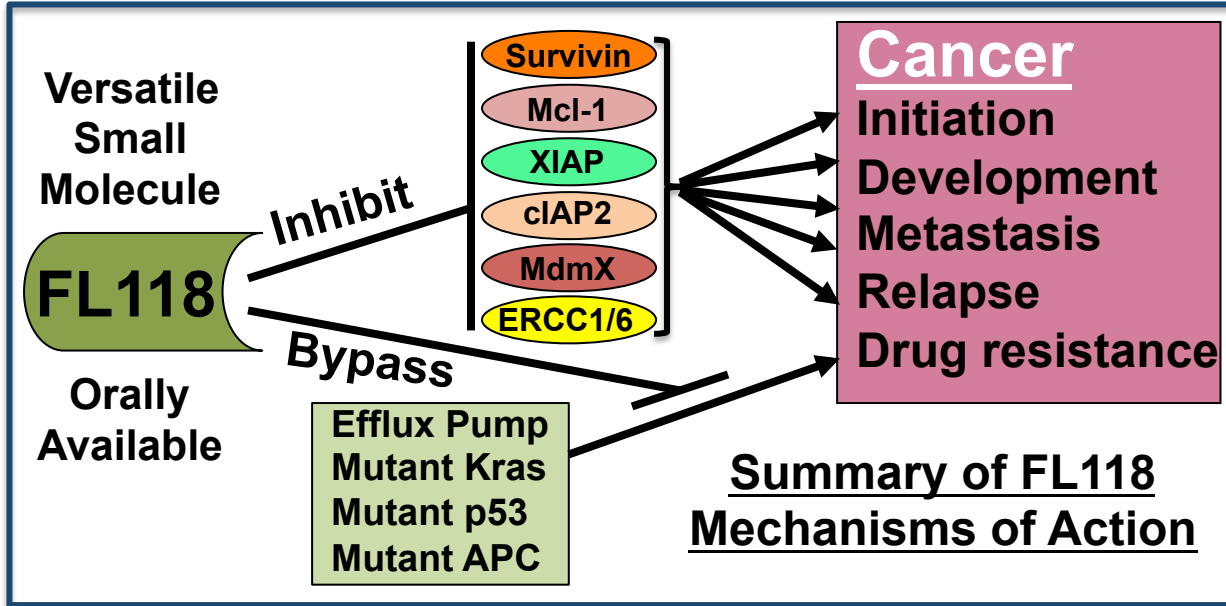 Versatile
Small
Molecule
FL118
Orally
Available
Inhibit
Bypass
Survivin
Mcl-1
XIAP
cIAP2
MdmX
ERCC1/6
Efflux Pump
Mutant Kras
Mutant p53
Mutant APC
Cancer
Initiation
Development
Metastasis
Relapse
Drug resistance
Summary of FL118
Mechanisms of Action